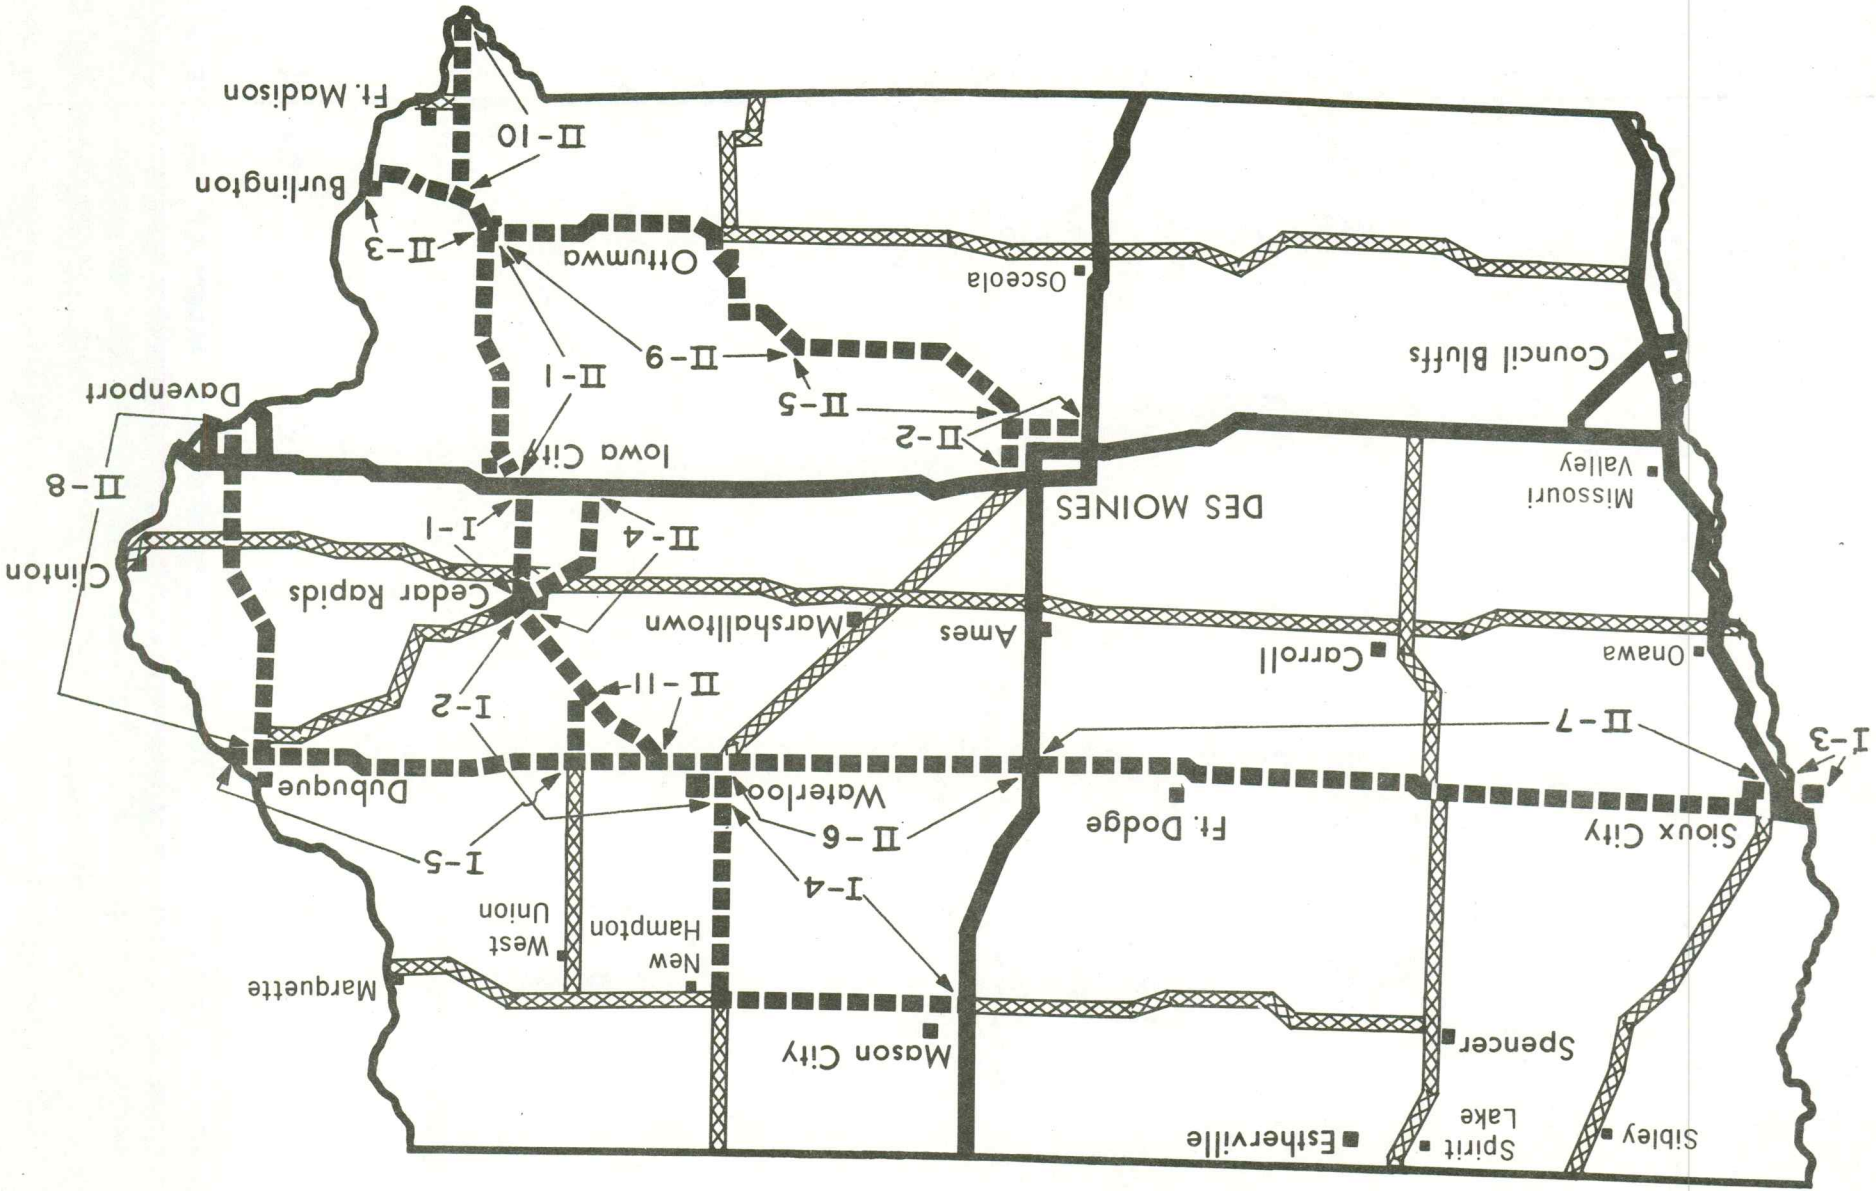 Sibley
Spirit
Lake
Estherville
Spencer
Mason City
New
Hampton
West
Union
Marquette
I-3
Sioux City
Ft. Dodge
II-7
I-4
II-6
Waterloo
I-5
Dubuque
I-2
II-11
Onawa
Carroll
Ames
Marshalltown
Cedar Rapids
Clinton
Missouri
Valley
DES MOINES
II-4
I-1
II-8
Iowa City
Davenport
Council Bluffs
II-2
II-5
II-9
II-1
Osceola
Ottumwa
II-3
Burlington
II-10
Ft. Madison